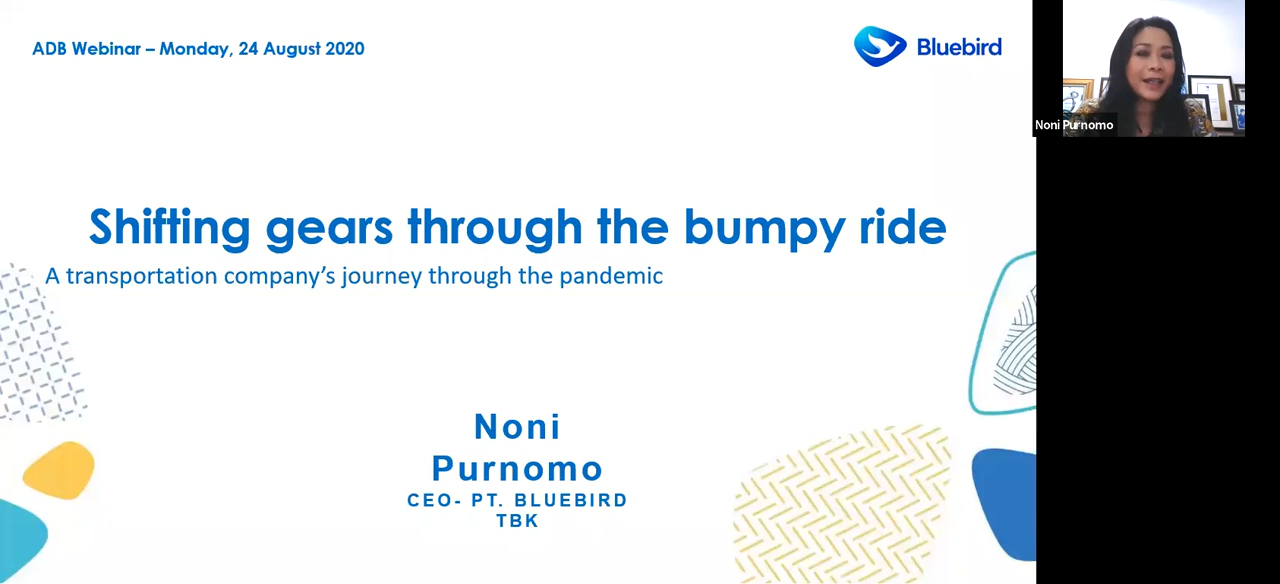 ADB Webinar – Monday, 24 August 2020
Bluebird
Noni Purnomo
Shifting gears through the bumpy ride
A transportation company’s journey through the pandemic
Noni
Purnomo
CEO- PT. BLUEBIRD
TBK